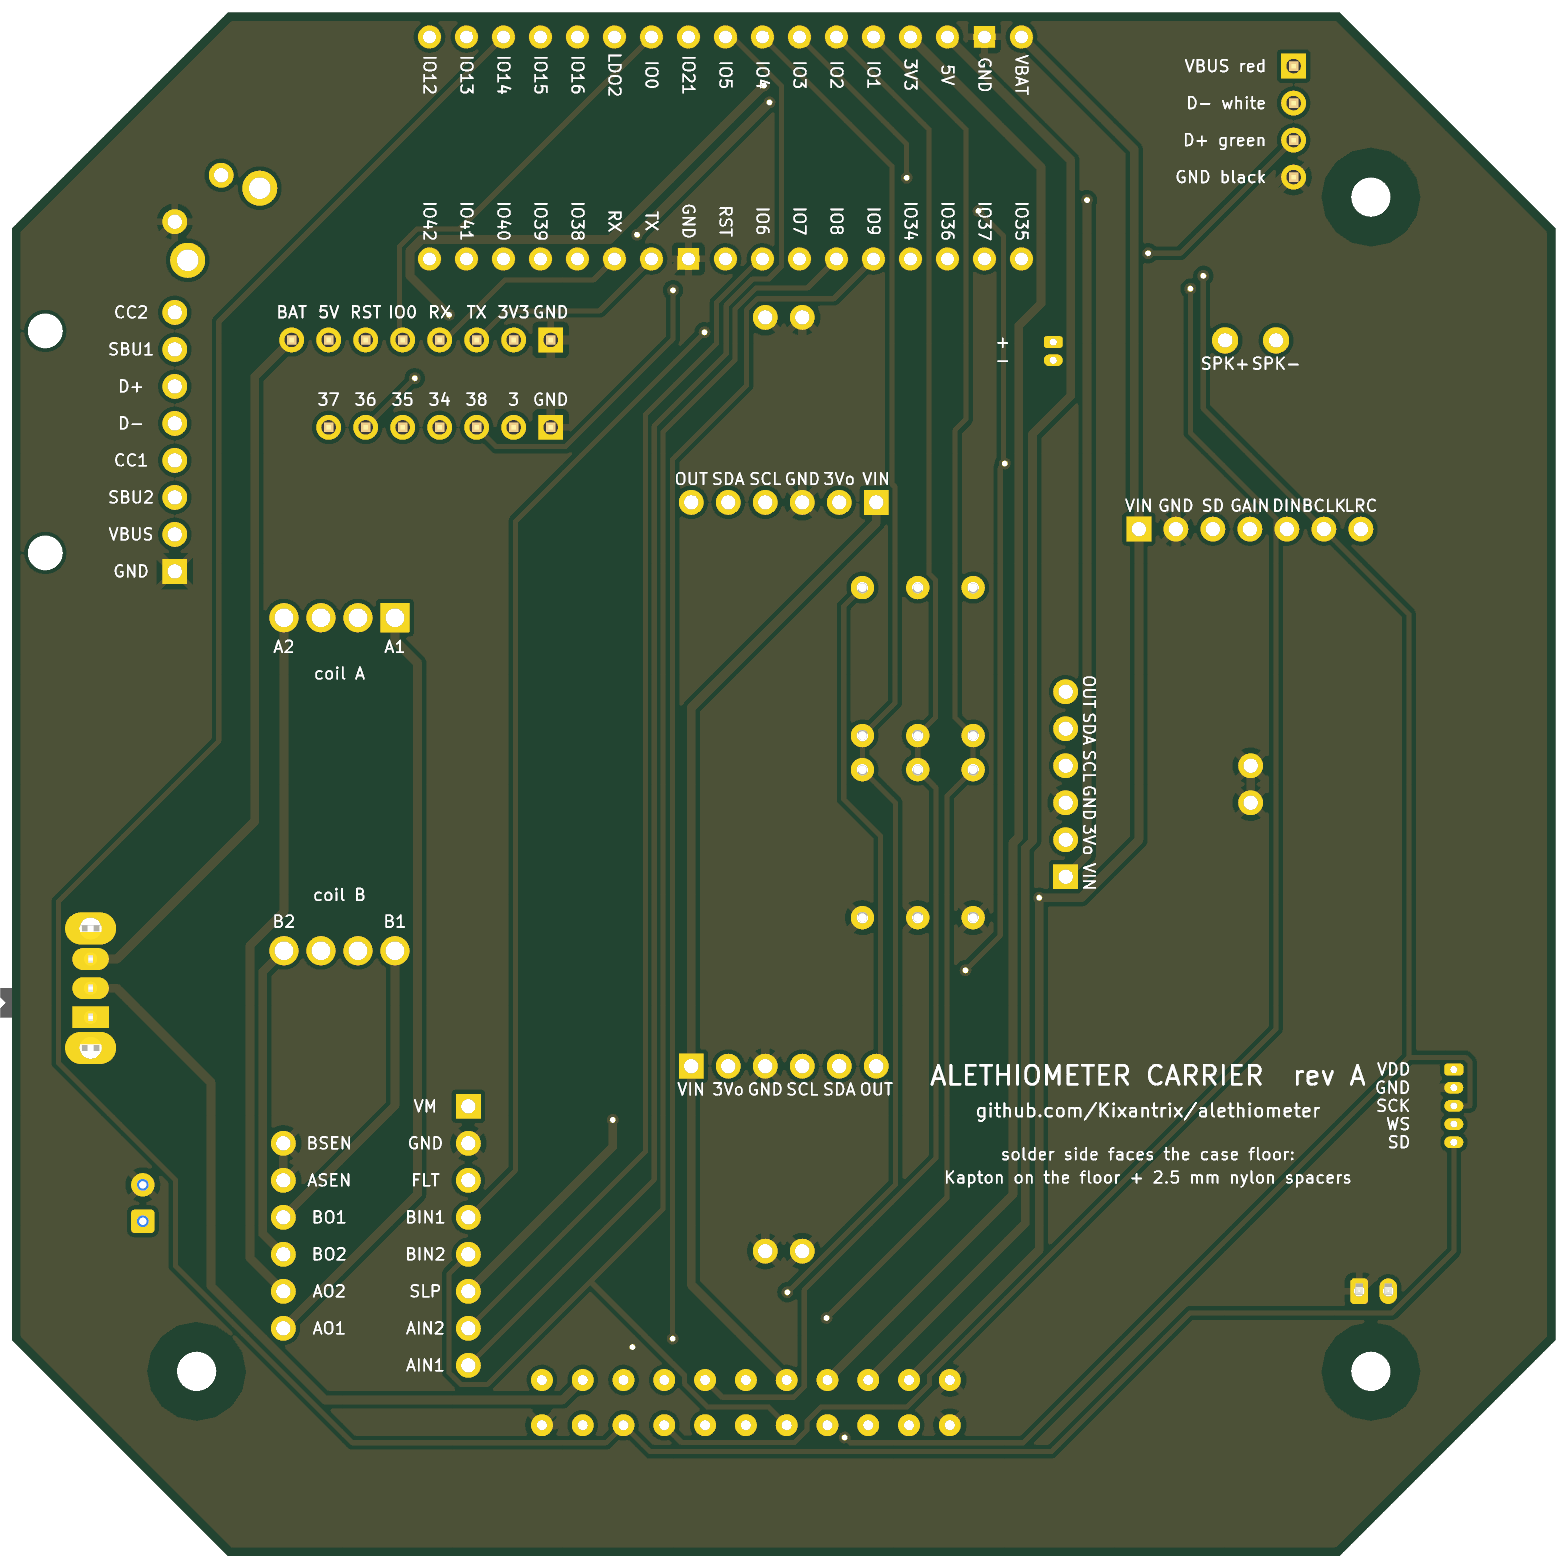 IO12 IO13 IO14 IO15 IO16 LDO2 IO0 IO21 IO5 IO4 IO3 IO2 IO1 3V3 5V GND VBAT
VBUS red
D- white
D+ green
GND black
IO42 IO41 IO40 IO39 IO38 RX TX GND RST IO6 IO7 IO8 IO9 IO34 IO36 IO37 IO35
BAT 5V RST IO0 RX TX 3V3 GND
37 36 35 34 38 3 GND
CC2
SBU1
D+
D-
CC1
SBU2
VBUS
GND
+
-
SPK+ SPK-
OUT SDA SCL GND 3Vo VIN
VIN GND SD GAIN DIN BCLK LRC
A2 A1
coil A
OUT SDA SCL GND 3Vo VIN
coil B
B2 B1
VIN 3Vo GND SCL SDA OUT
ALETHIOMETER CARRIER rev A
github.com/Kixantrix/alethiometer
solder side faces the case floor:
Kapton on the floor + 2.5 mm nylon spacers
VDD
GND
SCK
WS
SD
BSEN
ASEN
BO1
BO2
AO2
AO1
VM
GND
FLT
BIN1
BIN2
SLP
AIN2
AIN1